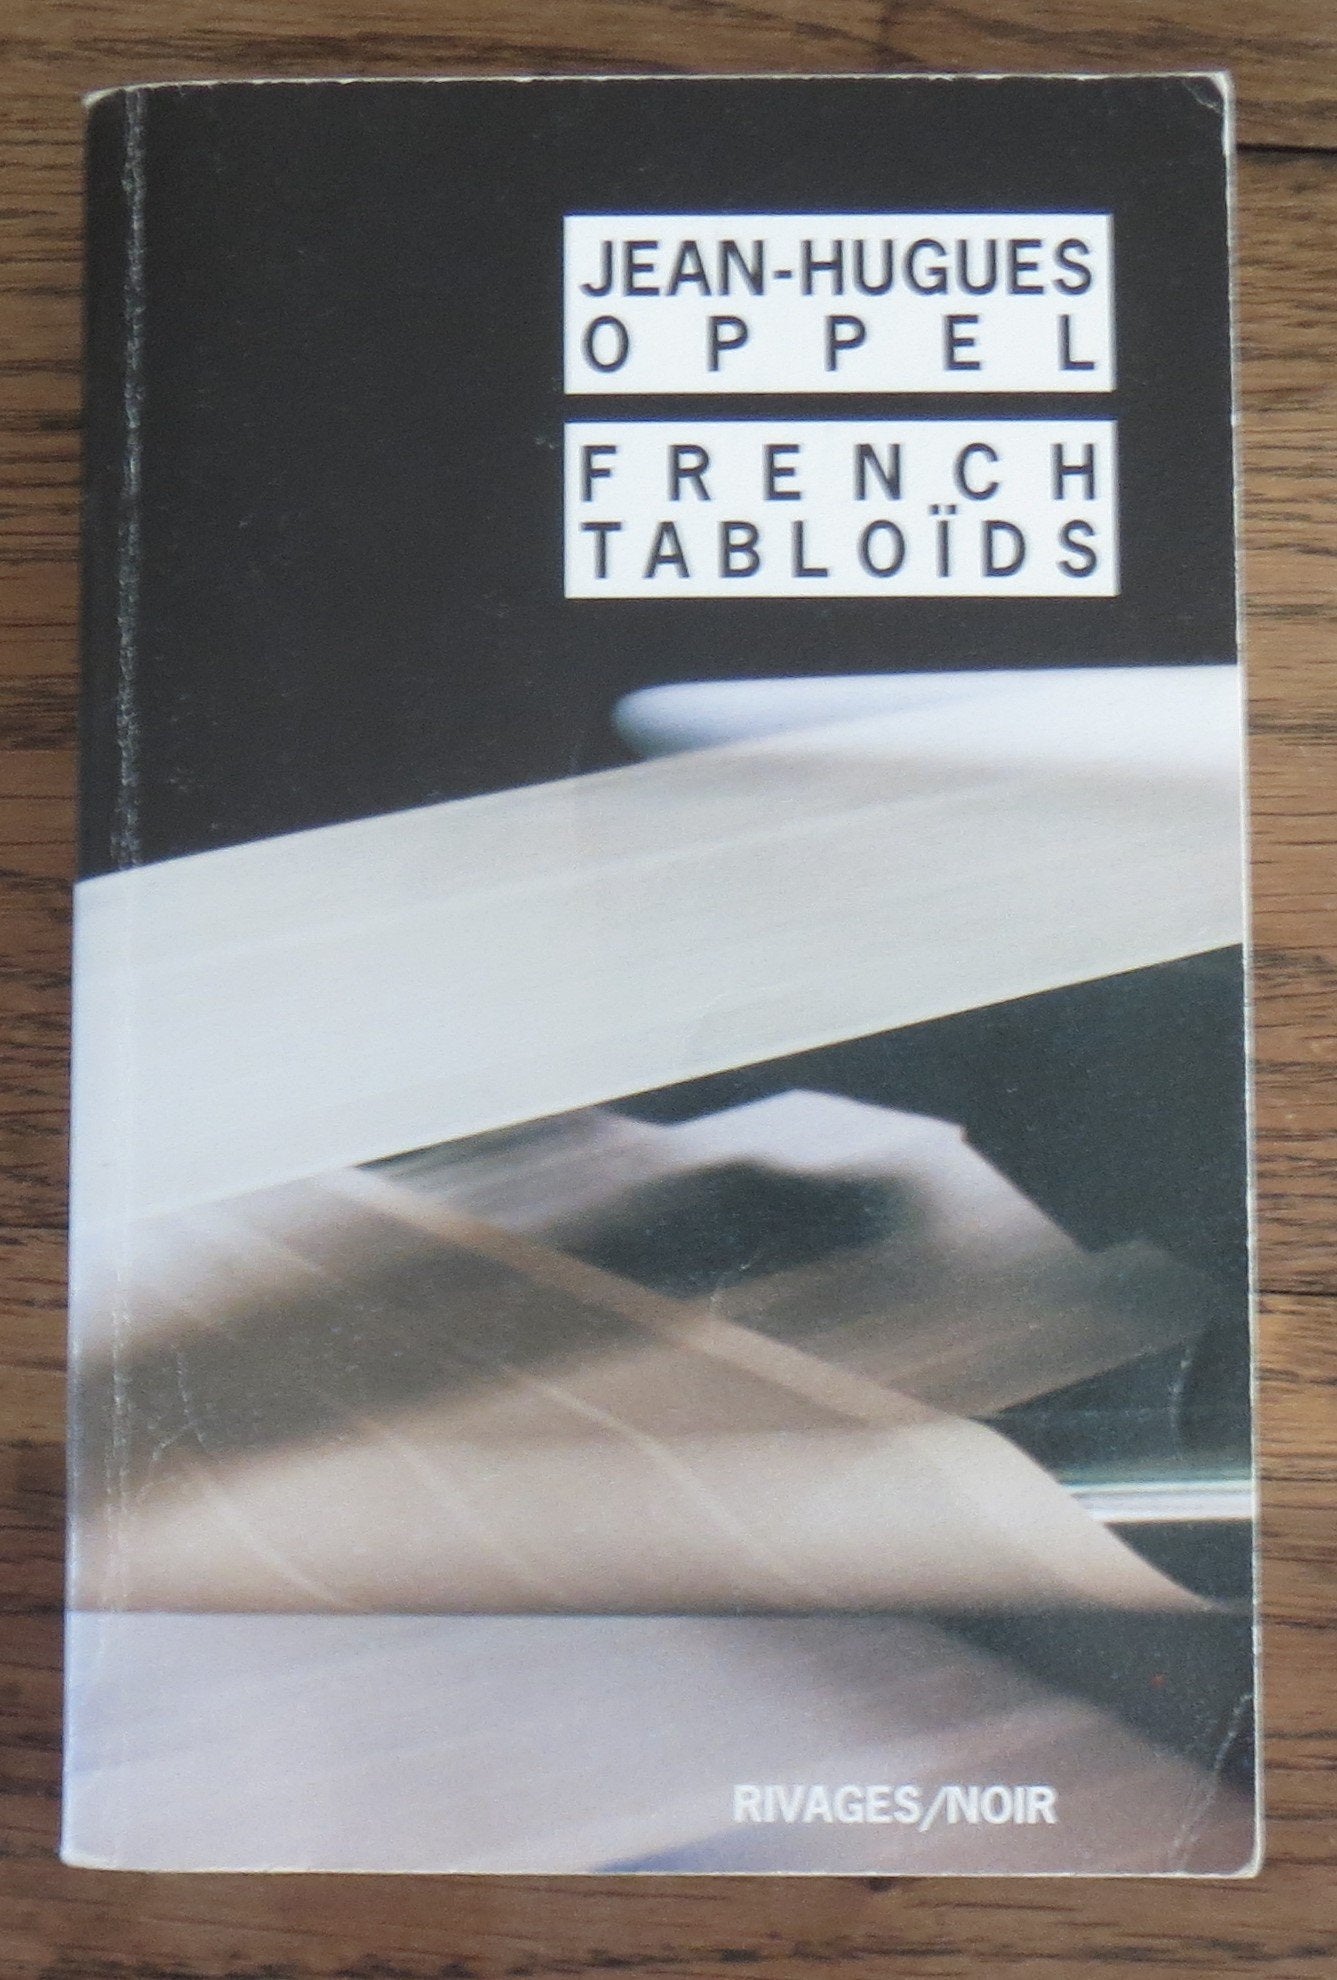 JEAN-HUGUES
OPPEL
FRENCH
TABLOÏDS
RIVAGES/NOIR